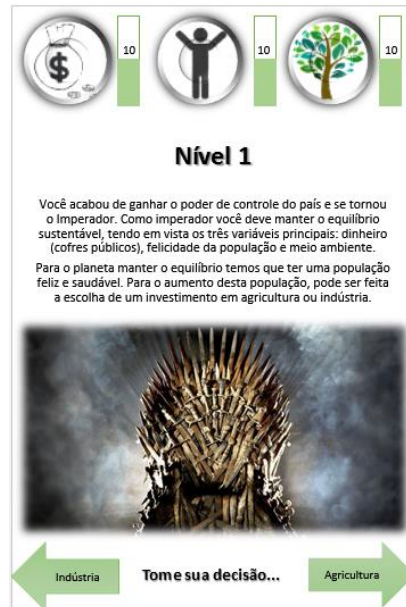 $
10
10
10
Nível 1
Você acabou de ganhar o poder de controle do país e se tornou
o Imperador. Como imperador você deve manter o equilíbrio
sustentável, tendo em vista os três variáveis principais: dinheiro
(cofres públicos), felicidade da população e meio ambiente.
Para o planeta manter o equilíbrio temos que ter uma população
feliz e saudável. Para o aumento desta população, pode ser feita
a escolha de um investimento em agricultura ou indústria.
Indústria
Tome sua decisão...
Agricultura